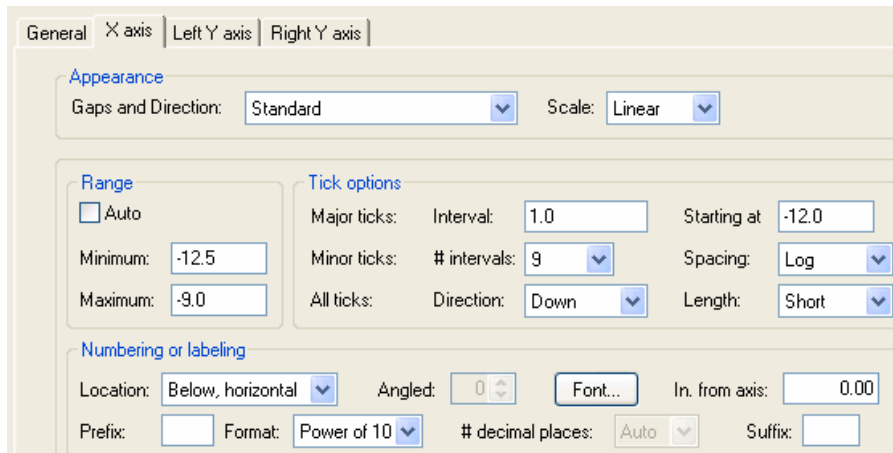 General X axis Left Y axis Right Y axis
Appearance
Gaps and Direction: Standard Scale: Linear
Range Tick options
Auto Major ticks: Interval: 1.0 Starting at -12.0
Minimum: -12.5 Minor ticks: # intervals: 9 Spacing: Log
Maximum: -9.0 All ticks: Direction: Down Length: Short
Numbering or labeling
Location: Below, horizontal Angled: 0 Font... In. from axis: 0.00
Prefix: Format: Power of 10 # decimal places: Auto Suffix: